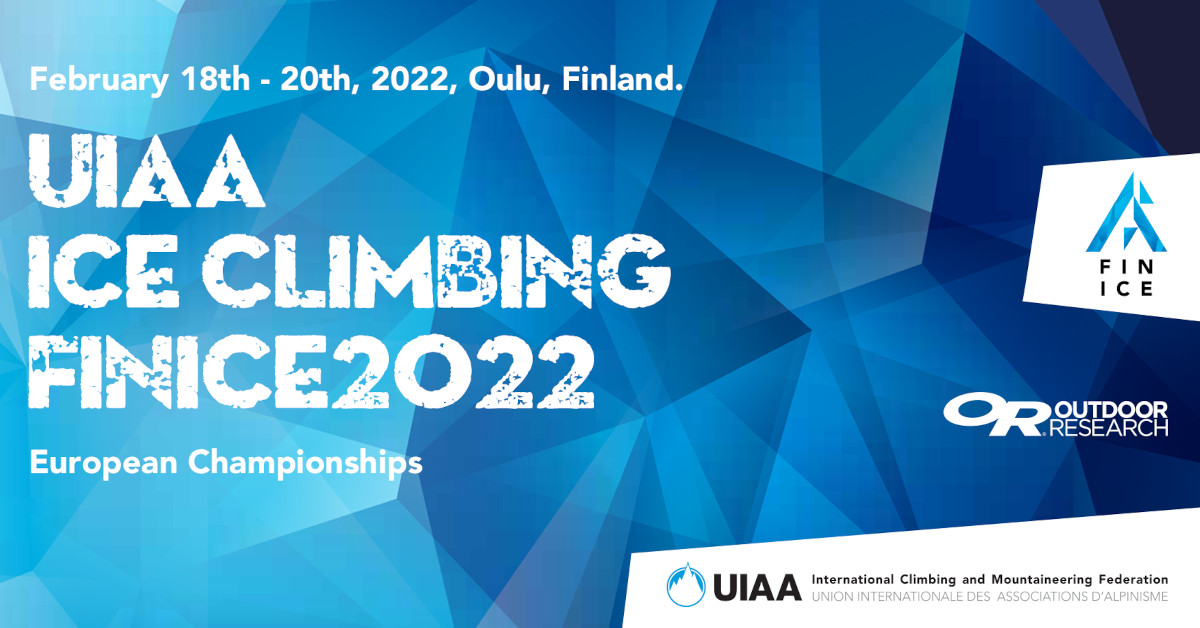 February 18th - 20th, 2022, Oulu, Finland.
UIAA
ICE CLIMBING
FINICE2022
European Championships
FIN
ICE
OR® OUTDOOR
RESEARCH
UIAA
International Climbing and Mountaineering Federation
UNION INTERNATIONALE DES ASSOCIATIONS D'ALPINISME